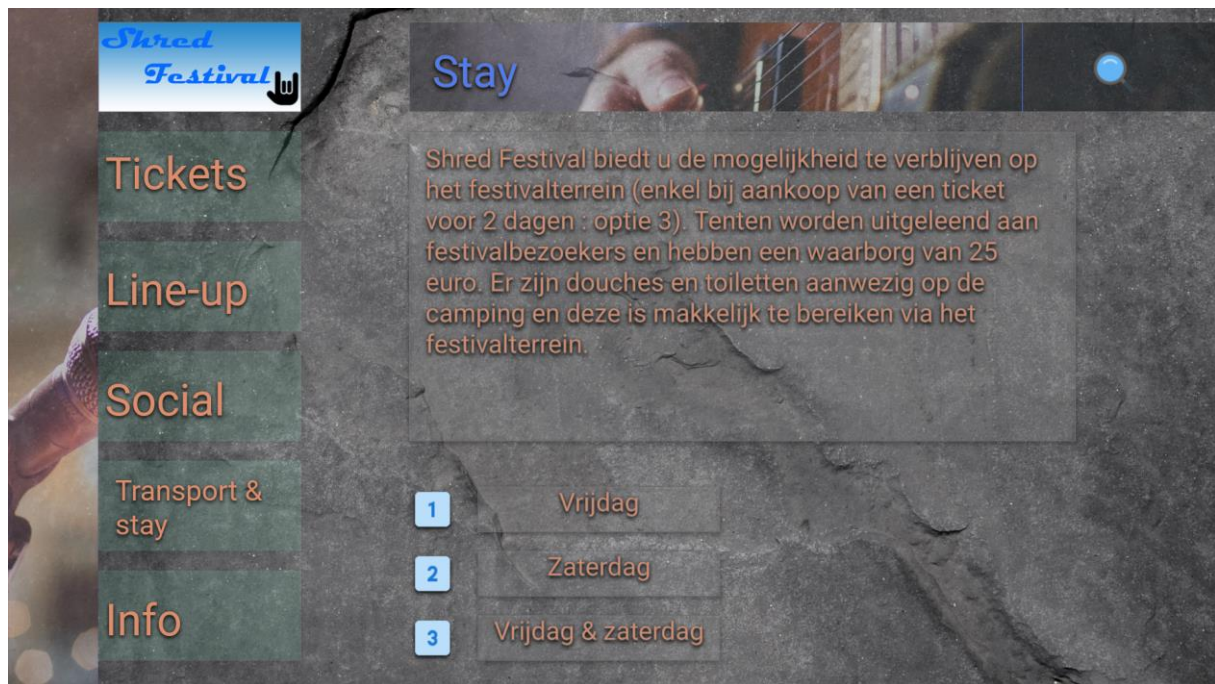 Shred
Festival
Stay
Tickets
Line-up
Social
Transport &
stay
Info
Shred Festival biedt u de mogelijkheid te verblijven op
het festivalterrein (enkel bij aankoop van een ticket
voor 2 dagen : optie 3). Tenten worden uitgeleend aan
festivalbezoekers en hebben een waarborg van 25
euro. Er zijn douches en toiletten aanwezig op de
camping en deze is makkelijk te bereiken via het
festivalterrein.
1 Vrijdag
2 Zaterdag
3 Vrijdag & zaterdag